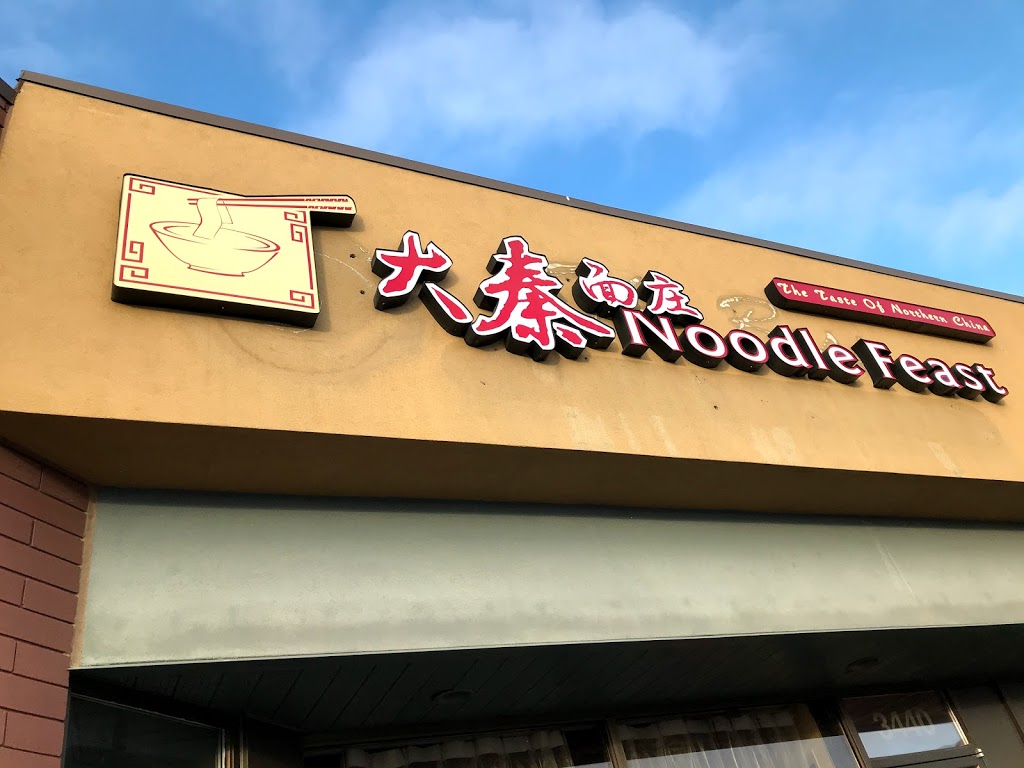 大秦面庄
The Taste Of Northern China
Noodle Feast
3440